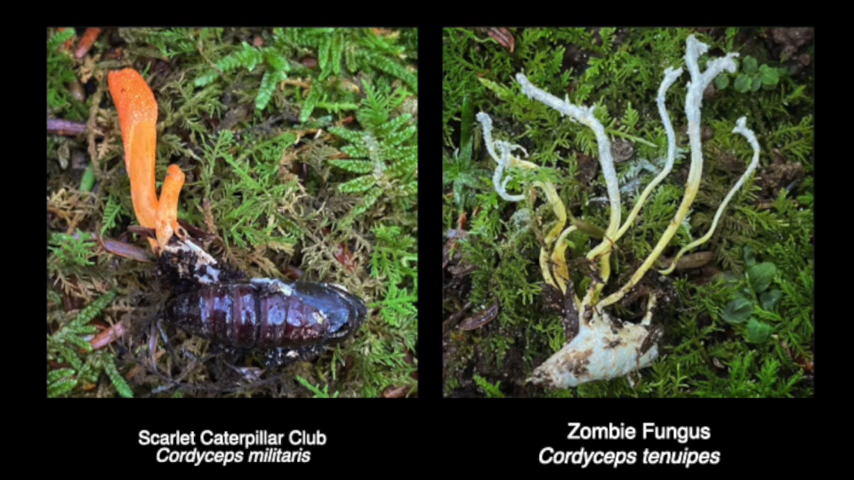 Scarlet Caterpillar Club
Cordyceps militaris
Zombie Fungus
Cordyceps tenuipes